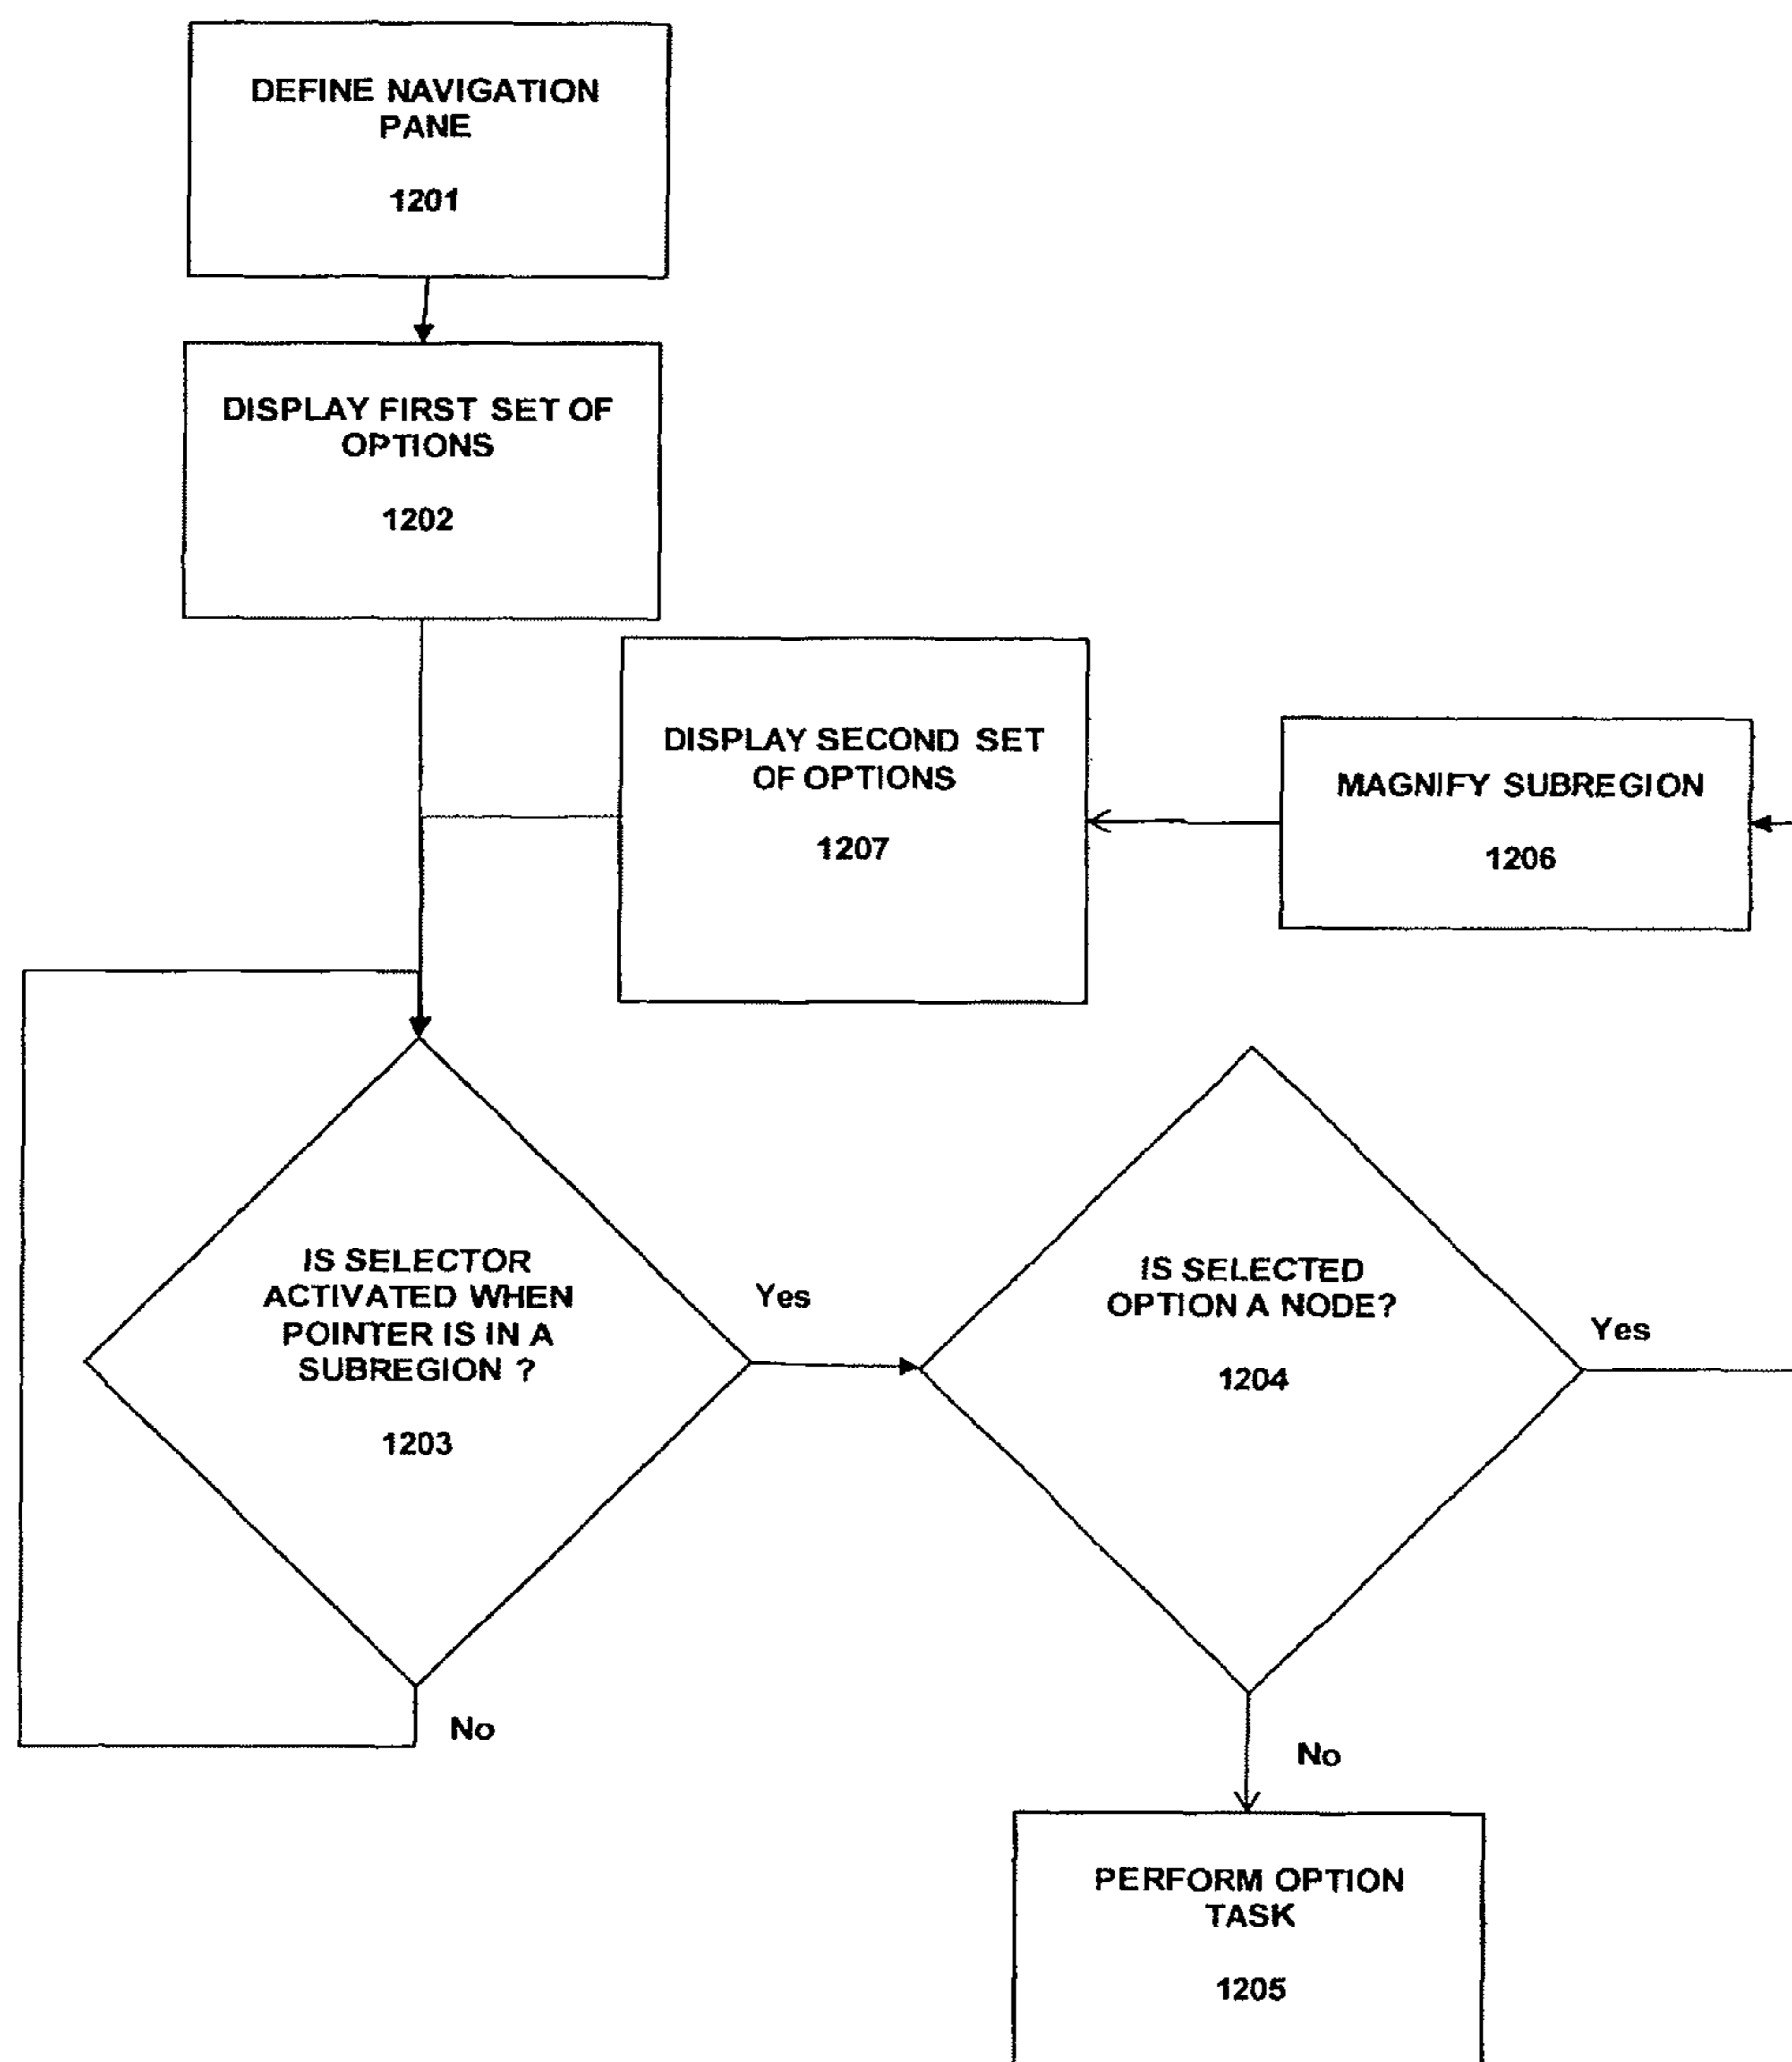 DEFINE NAVIGATION
PANE
1201
DISPLAY FIRST SET OF
OPTIONS
1202
DISPLAY SECOND SET
OF OPTIONS
1207
MAGNIFY SUBREGION
1206
IS SELECTOR
ACTIVATED WHEN
POINTER IS IN A
SUBREGION ?
1203
Yes
No
IS SELECTED
OPTION A NODE?
1204
Yes
No
PERFORM OPTION
TASK
1205